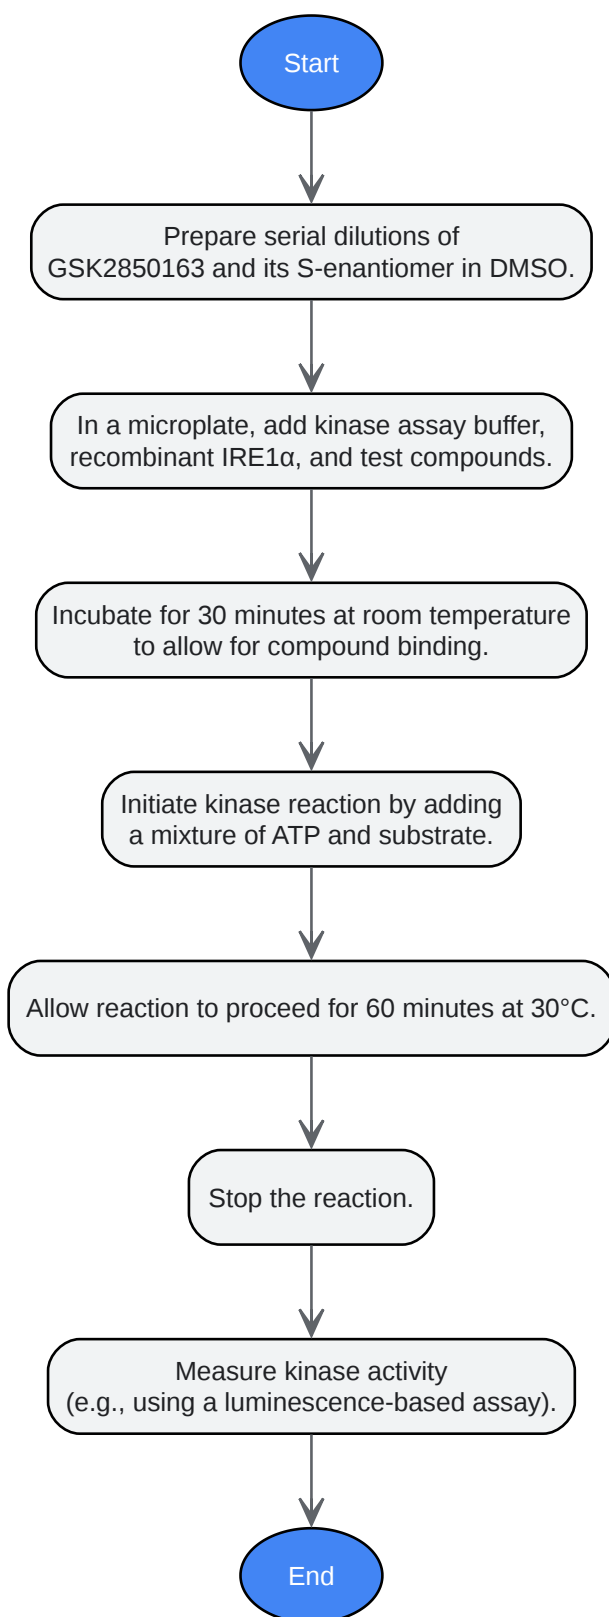 Start
Prepare serial dilutions of
GSK2850163 and its S-enantiomer in DMSO.
In a microplate, add kinase assay buffer,
recombinant IRE1α, and test compounds.
Incubate for 30 minutes at room temperature
to allow for compound binding.
Initiate kinase reaction by adding
a mixture of ATP and substrate.
Allow reaction to proceed for 60 minutes at 30°C.
Stop the reaction.
Measure kinase activity
(e.g., using a luminescence-based assay).
End